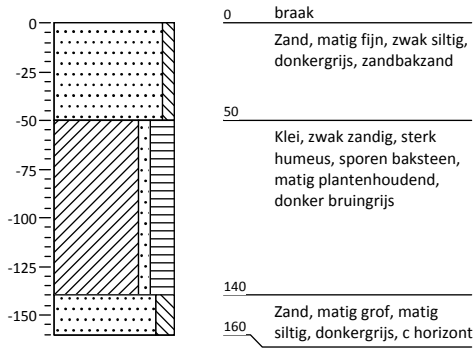 0
-25
-50
-75
-100
-125
-150
0 braak
Zand, matig fijn, zwak siltig,
donkergrijs, zandbakzand
50
Klei, zwak zandig, sterk
humeus, sporen baksteen,
matig plantenhoudend,
donker bruingrijs
140
Zand, matig grof, matig
siltig, donkergrijs, c horizont
160